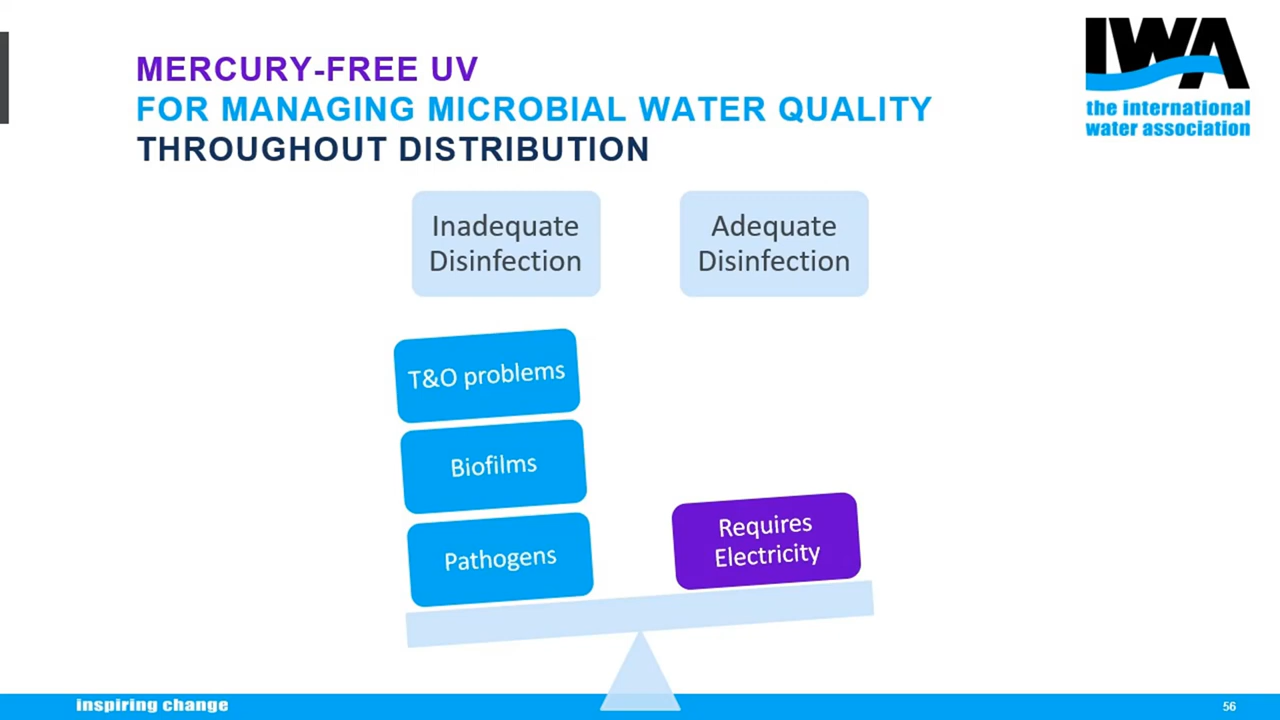 MERCURY-FREE UV
FOR MANAGING MICROBIAL WATER QUALITY
THROUGHOUT DISTRIBUTION
IWA
the international
water association
Inadequate
Disinfection
Adequate
Disinfection
T&O problems
Biofilms
Pathogens
Requires
Electricity
inspiring change
56